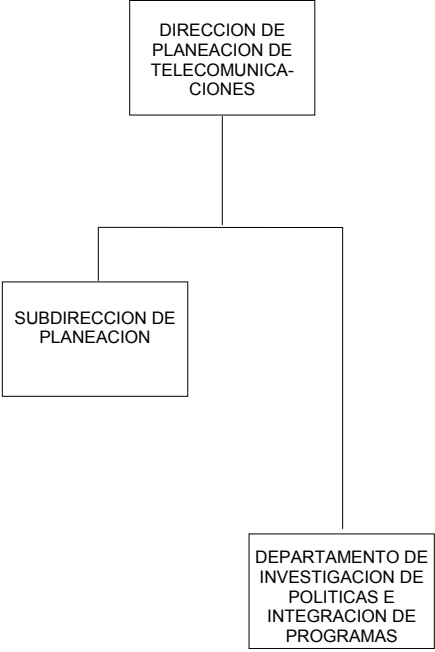 DIRECCION DE
PLANEACION DE
TELECOMUNICA-
CIONES
SUBDIRECCION DE
PLANEACION
DEPARTAMENTO DE
INVESTIGACION DE
POLITICAS E
INTEGRACION DE
PROGRAMAS